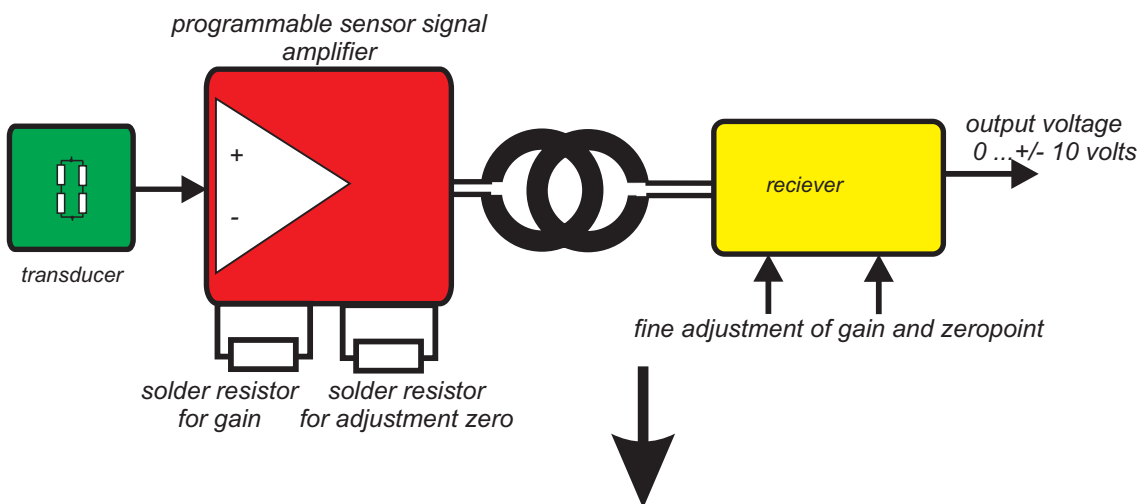 programmable sensor signal
amplifier
+
-
transducer
reciever
output voltage
0 ...+/- 10 volts
fine adjustment of gain and zeropoint
solder resistor
for gain
solder resistor
for adjustment zero